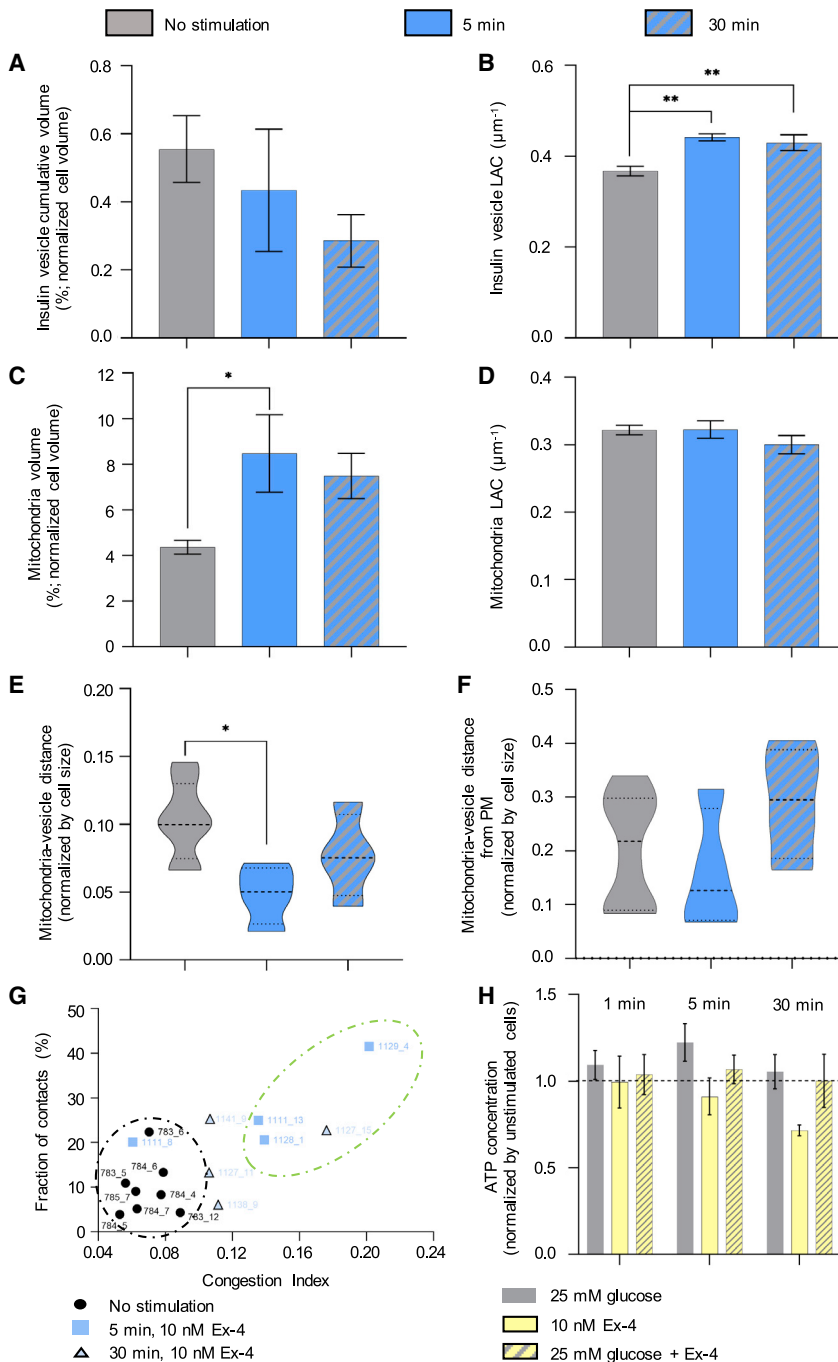 No stimulation 5 min 30 min
A
Insulin vesicle cumulative volume
(%; normalized cell volume)
0.8
0.6
0.4
0.2
0.0
B
Insulin vesicle LAC (µm⁻¹)
0.6
0.4
0.2
0.0
**
**
C
Mitochondria volume
(%; normalized cell volume)
12
10
8
6
4
2
0
*
D
Mitochondria LAC (µm⁻¹)
0.4
0.3
0.2
0.1
0.0
E
Mitochondria-vesicle distance
(normalized by cell size)
0.20
0.15
0.10
0.05
0.00
*
F
Mitochondria-vesicle distance
from PM
(normalized by cell size)
0.5
0.4
0.3
0.2
0.1
0.0
G
Fraction of contacts (%)
50
40
30
20
10
0
1129_4
1111_13
1128_1
1127_15
1141_9
783_6
1111_8
784_6
783_5
785_7
784_4
1127_11
784_7
784_5
783_12
1138_9
0.04 0.08 0.12 0.16 0.20 0.24
Congestion Index
No stimulation
5 min, 10 nM Ex-4
30 min, 10 nM Ex-4
H
ATP concentration
(normalized by unstimulated cells)
1.5
1.0
0.5
0.0
1 min 5 min 30 min
25 mM glucose
10 nM Ex-4
25 mM glucose + Ex-4